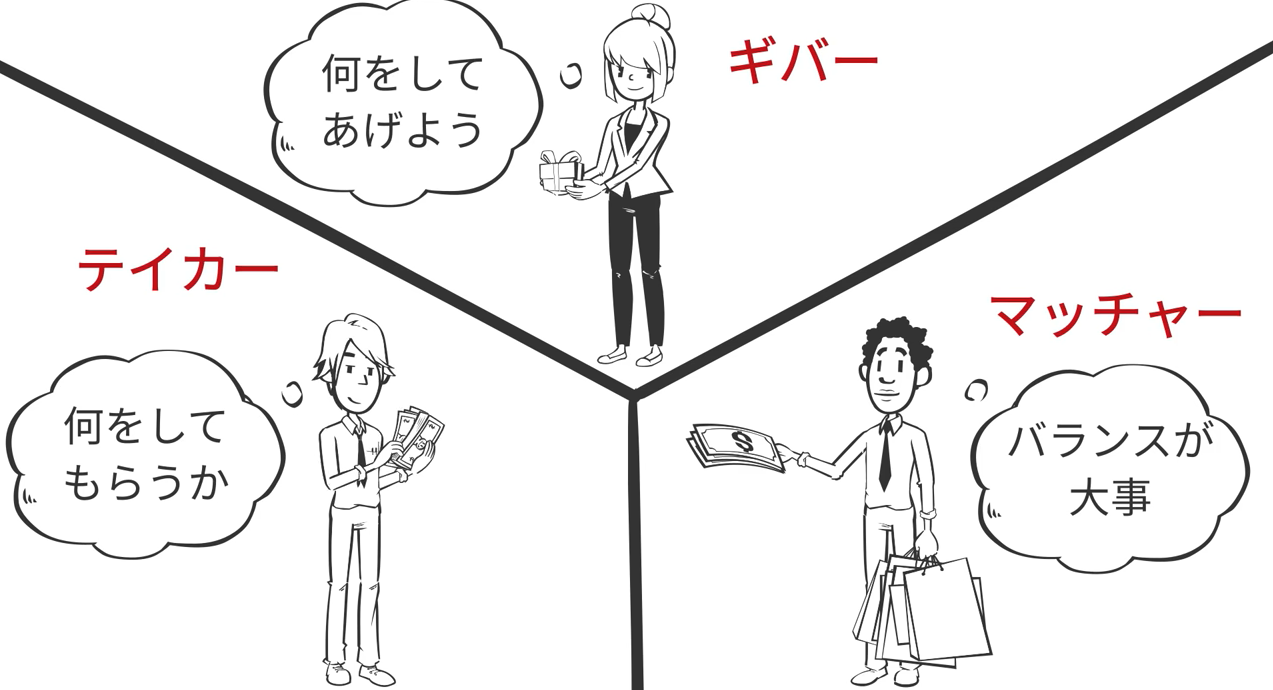 何をして
あげよう
ギバー
テイカー
何をして
もらうか
マッチャー
バランスが
大事
$